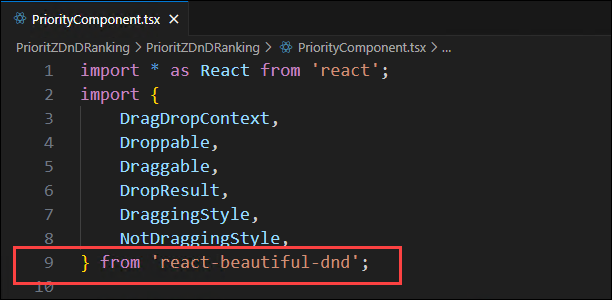 PriorityComponent.tsx ×
PrioritZDnDRanking > PrioritZDnDRanking > PriorityComponent.tsx > ...
1 import * as React from 'react';
2 import {
3 DragDropContext,
4 Droppable,
5 Draggable,
6 DropResult,
7 DraggingStyle,
8 NotDraggingStyle,
9 } from 'react-beautiful-dnd';
10